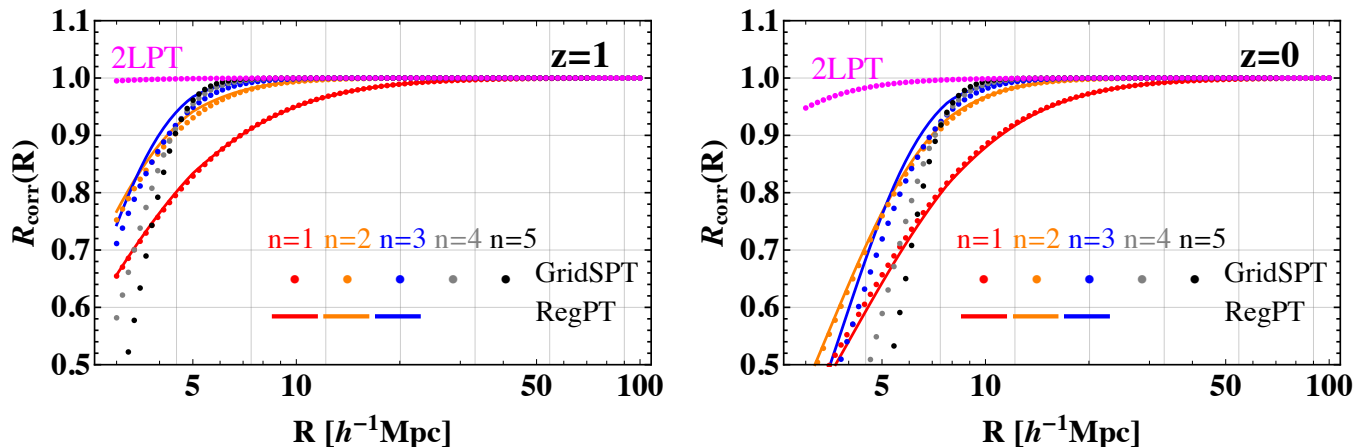 1.1
2LPT
z=1
1.0
0.9
R_corr(R)
0.8
0.7
n=1 n=2 n=3 n=4 n=5
GridSPT
0.6
RegPT
0.5
5 10 50 100
R [h⁻¹Mpc]
1.1
2LPT
z=0
1.0
0.9
R_corr(R)
0.8
0.7
n=1 n=2 n=3 n=4 n=5
GridSPT
0.6
RegPT
0.5
5 10 50 100
R [h⁻¹Mpc]